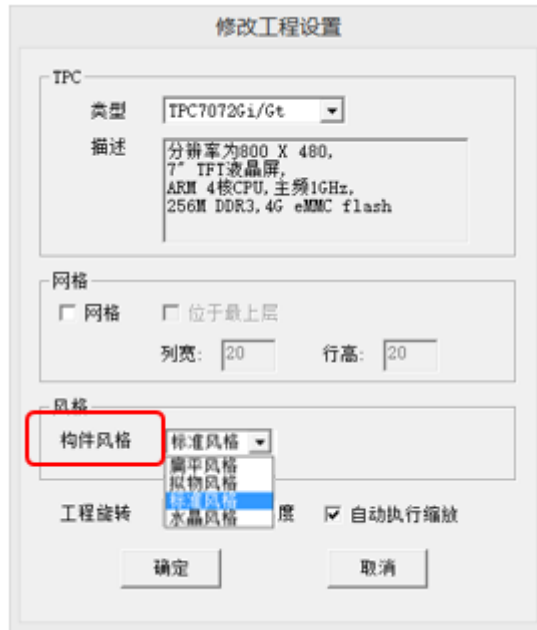 修改工程设置
TPC
类型 TPC7072Gi/Gt
描述 分辨率为800 X 480,
7″ TFT液晶屏,
ARM 4核CPU,主频1GHz,
256M DDR3,4G eMMC flash
网格
网格 位于最上层
列宽: 20 行高: 20
风格
构件风格 标准风格
扁平风格
拟物风格
标准风格
水晶风格
工程旋转 度 自动执行缩放
确定 取消